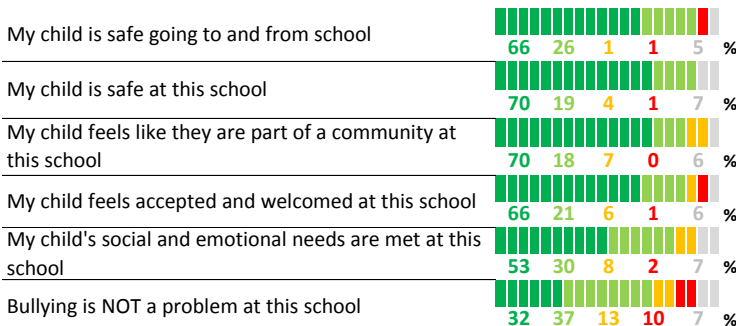 My child is safe going to and from school
66 26 1 1 5 %
My child is safe at this school
70 19 4 1 7 %
My child feels like they are part of a community at
this school
70 18 7 0 6 %
My child feels accepted and welcomed at this school
66 21 6 1 6 %
My child's social and emotional needs are met at this
school
53 30 8 2 7 %
Bullying is NOT a problem at this school
32 37 13 10 7 %